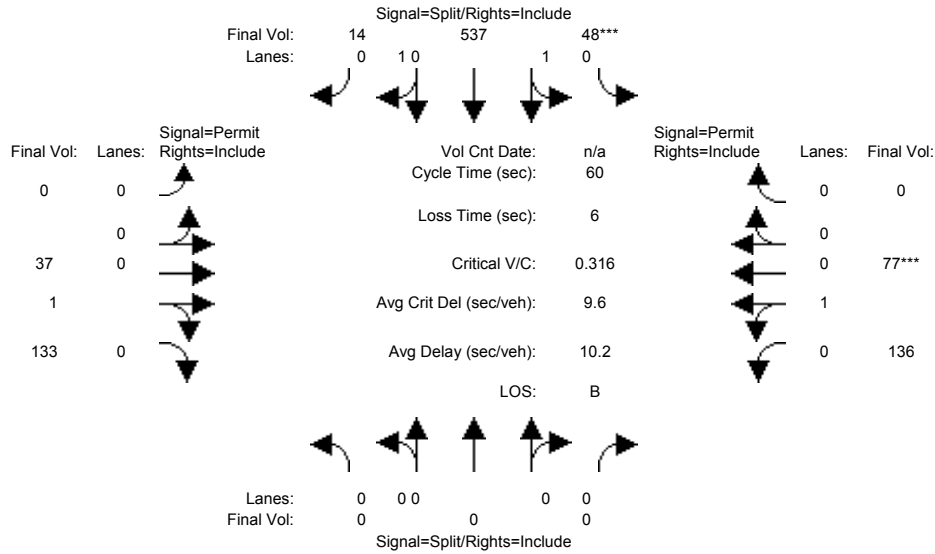 Signal=Split/Rights=Include
Final Vol: 14 537 48***
Lanes: 0 1 0 1 0
Signal=Permit
Final Vol: Lanes: Rights=Include
Vol Cnt Date: n/a
Signal=Permit
Rights=Include Lanes: Final Vol:
Cycle Time (sec): 60
0 0
0 0
Loss Time (sec): 6
0
0
37 0
Critical V/C: 0.316
0 77***
1 0
Avg Crit Del (sec/veh): 9.6
1
133 0
Avg Delay (sec/veh): 10.2
0 136
LOS: B
Lanes: 0 0 0 0 0
Final Vol: 0 0 0
Signal=Split/Rights=Include